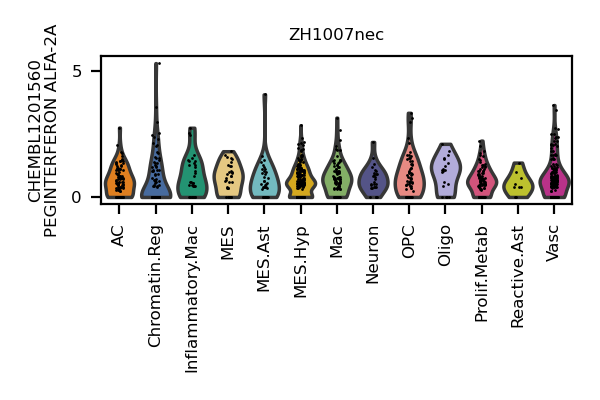 ZH1007nec
CHEMBL1201560
PEGINTERFERON ALFA-2A
5
0
AC
Chromatin.Reg
Inflammatory.Mac
MES
MES.Ast
MES.Hyp
Mac
Neuron
OPC
Oligo
Prolif.Metab
Reactive.Ast
Vasc